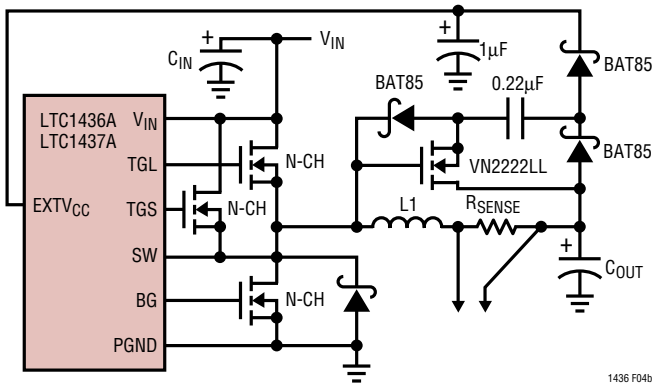 +
C_IN
V_IN
+
1µF
BAT85
BAT85
0.22µF
LTC1436A
LTC1437A
V_IN
BAT85
TGL
N-CH
VN2222LL
EXTV_CC
TGS
N-CH
L1
R_SENSE
SW
+
C_OUT
BG
N-CH
PGND
1436 F04b